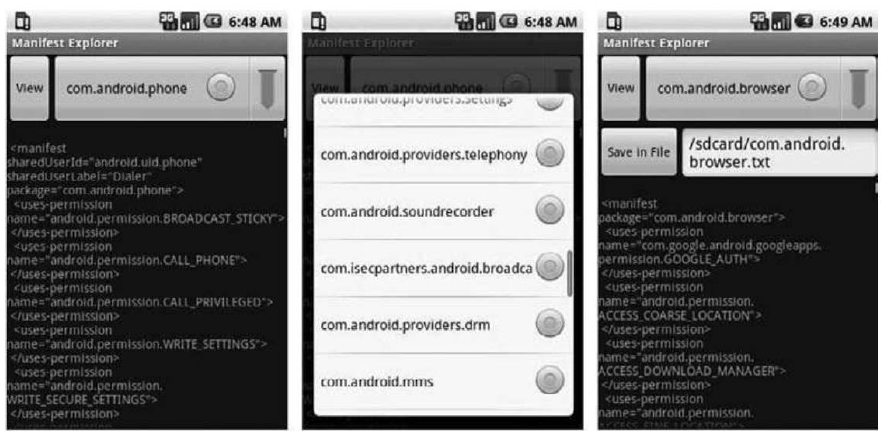 6:48 AM
Manifest Explorer
View
com.android.phone
<manifest
sharedUserId="android.uid.phone"
sharedUserLabel="Dialer"
package="com.android.phone">
<uses-permission
name="android.permission.BROADCAST_STICKY">
</uses-permission>
<uses-permission
name="android.permission.CALL_PHONE">
</uses-permission>
<uses-permission
name="android.permission.CALL_PRIVILEGED">
</uses-permission>
<uses-permission
name="android.permission.WRITE_SETTINGS">
</uses-permission>
<uses-permission
name="android.permission.
WRITE_SECURE_SETTINGS">
</uses-permission>
6:48 AM
Manifest Explorer
View
com.android.phone
com.android.providers.settings
com.android.providers.telephony
com.android.soundrecorder
com.isecpartners.android.broadca
com.android.providers.drm
com.android.mms
6:49 AM
Manifest Explorer
View
com.android.browser
Save in File
/sdcard/com.android.
browser.txt
<manifest
package="com.android.browser">
<uses-permission
name="com.google.android.googleapps.
permission.GOOGLE_AUTH">
</uses-permission>
<uses-permission
name="android.permission.
ACCESS_COARSE_LOCATION">
</uses-permission>
<uses-permission
name="android.permission.
ACCESS_DOWNLOAD_MANAGER">
</uses-permission>
<uses-permission
name="android.permission.
ACCESS_FINE_LOCATION">